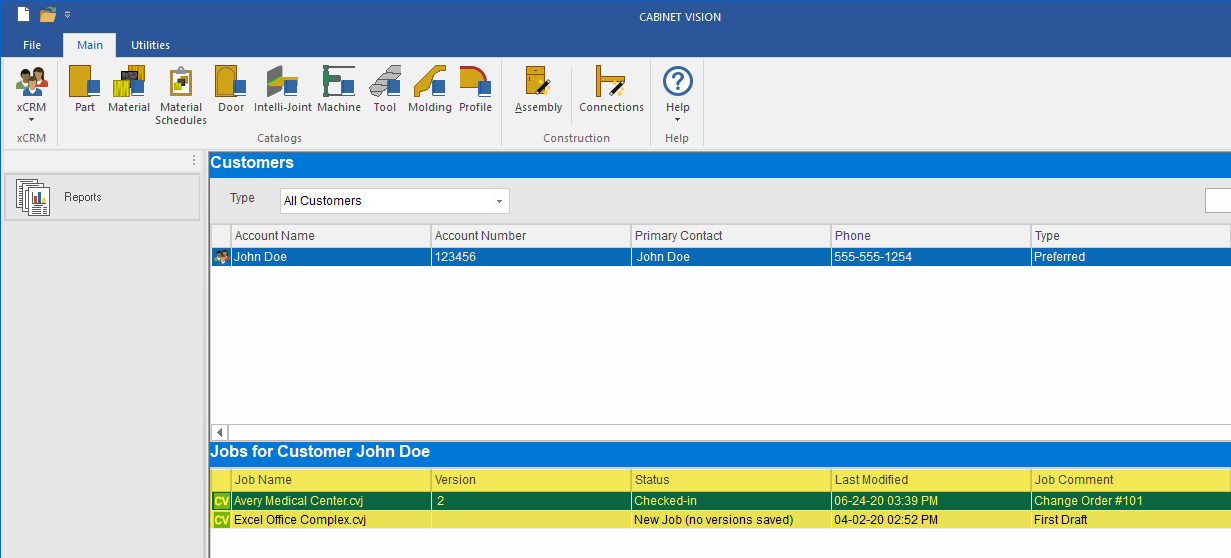 CABINET VISION
File Main Utilities
xCRM Part Material Material Schedules Door Intelli-Joint Machine Tool Molding Profile Assembly Connections Help
xCRM Catalogs Construction Help
Reports
Customers
Type All Customers
Account Name Account Number Primary Contact Phone Type
John Doe 123456 John Doe 555-555-1254 Preferred
Jobs for Customer John Doe
Job Name Version Status Last Modified Job Comment
CV Avery Medical Center.cvj 2 Checked-in 06-24-20 03:39 PM Change Order #101
CV Excel Office Complex.cvj New Job (no versions saved) 04-02-20 02:52 PM First Draft